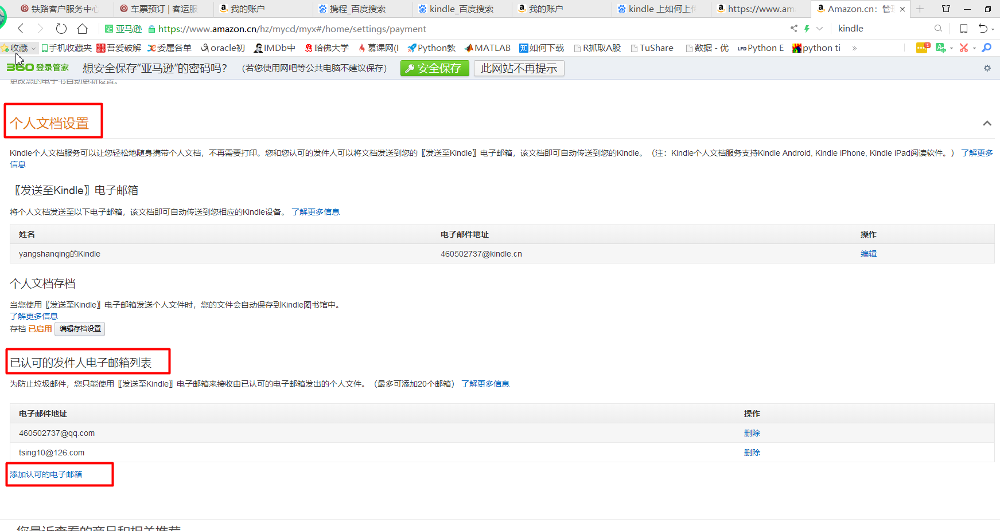 铁路客户服务中心
车票预订 | 客运服
我的账户
携程_百度搜索
kindle_百度搜索
我的账户
kindle 上如何上传
https://www.am
Amazon.cn：管理
证 亚马逊 https://www.amazon.cn/hz/mycd/myx#/home/settings/payment
kindle
收藏 手机收藏夹 吾爱破解 委属各单 oracle初 IMDb中 哈佛大学 慕课网(I Python教 MATLAB 知 如何下载 R抓取A股 TuShare 数据 - 优 LFD Python E python ti »
360 登录管家 想安全保存“亚马逊”的密码吗？ （若您使用网吧等公共电脑不建议保存） 安全保存 此网站不再提示
更改您的电子书自动更新设置。
个人文档设置
Kindle个人文档服务可以让您轻松地随身携带个人文档，不再需要打印。您和您认可的发件人可以将文档发送到您的〖发送至Kindle〗电子邮箱，该文档即可自动传送到您的Kindle。（注：Kindle个人文档服务支持Kindle Android, Kindle iPhone, Kindle iPad阅读软件。） 了解更多
信息
〖发送至Kindle〗电子邮箱
将个人文档发送至以下电子邮箱，该文档即可自动传送到您相应的Kindle设备。 了解更多信息
姓名 电子邮件地址 操作
yangshanqing的Kindle 460502737@kindle.cn 编辑
个人文档存档
当您使用〖发送至Kindle〗电子邮箱发送个人文件时，您的文件会自动保存到Kindle图书馆中。
了解更多信息
存档 已启用 编辑存档设置
已认可的发件人电子邮箱列表
为防止垃圾邮件，您只能使用〖发送至Kindle〗电子邮箱来接收由已认可的电子邮箱发出的个人文件。（最多可添加20个邮箱） 了解更多信息
电子邮件地址 操作
460502737@qq.com 删除
tsing10@126.com 删除
添加认可的电子邮箱
您最近查看的商品和相关推荐